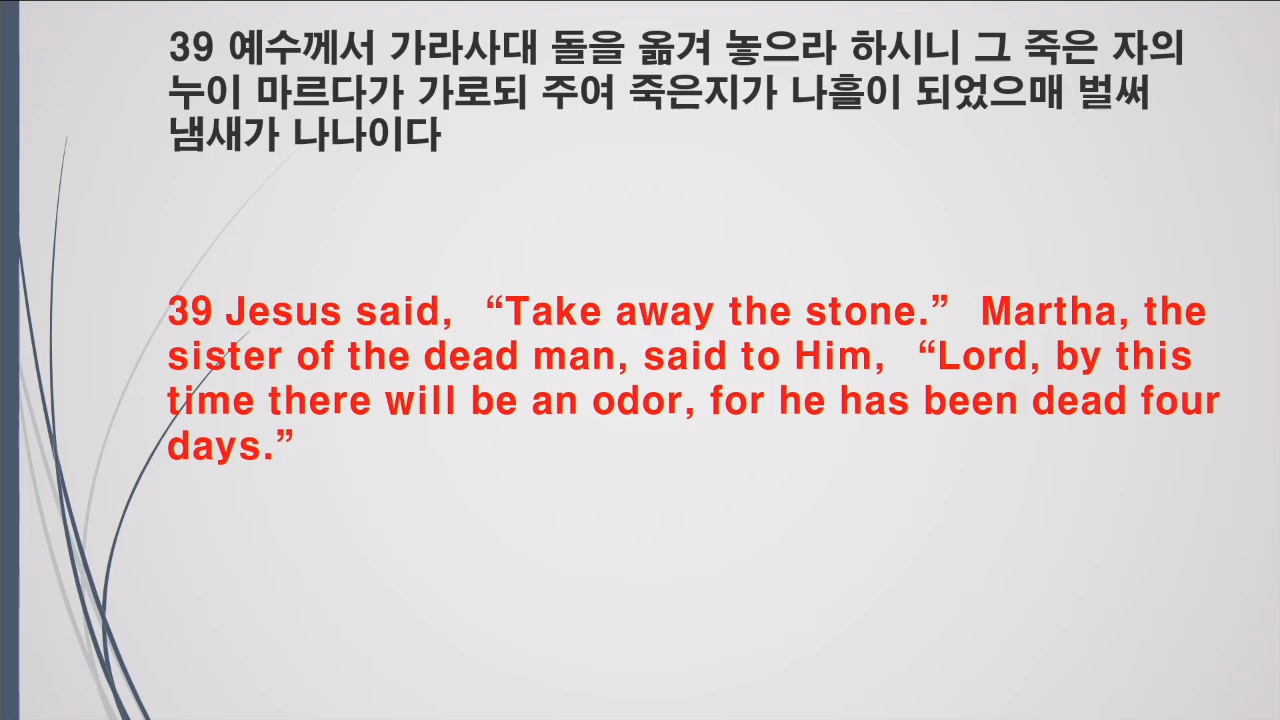 39 예수께서 가라사대 돌을 옮겨 놓으라 하시니 그 죽은 자의
누이 마르다가 가로되 주여 죽은지가 나흘이 되었으매 벌써
냄새가 나나이다
39 Jesus said, “Take away the stone.” Martha, the
sister of the dead man, said to Him, “Lord, by this
time there will be an odor, for he has been dead four
days.”